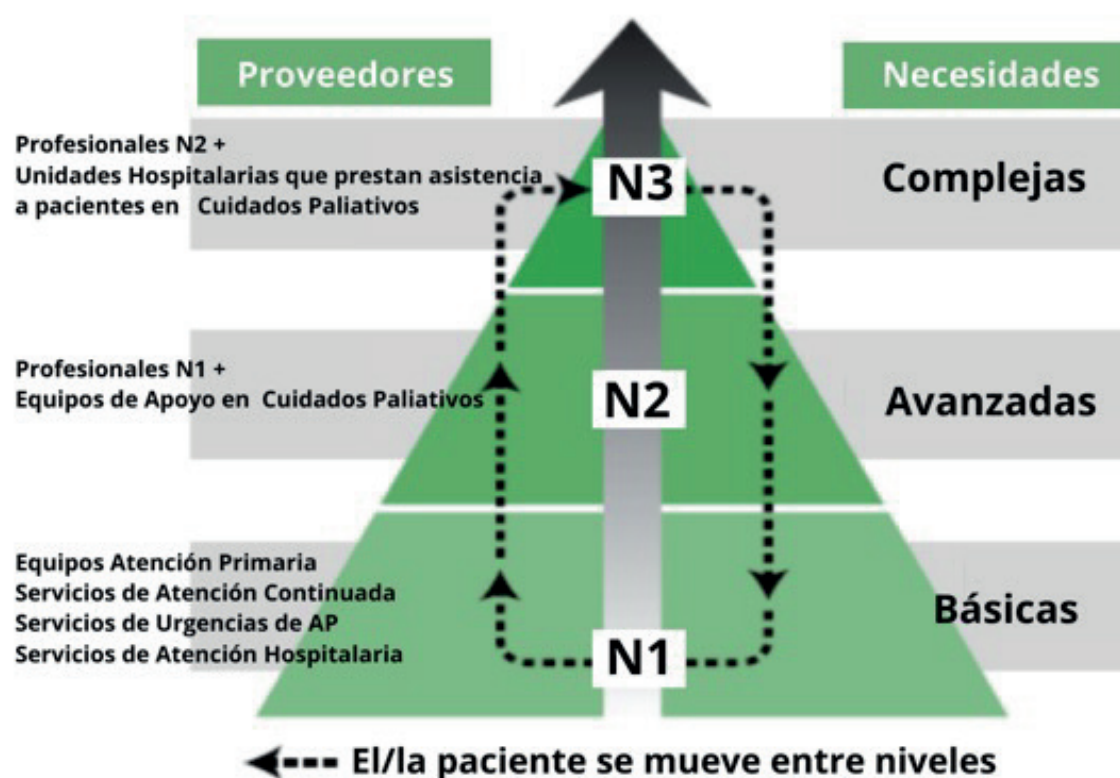 Proveedores
Necesidades
Profesionales N2 +
Unidades Hospitalarias que prestan asistencia
a pacientes en Cuidados Paliativos
N3
Complejas
Profesionales N1 +
Equipos de Apoyo en Cuidados Paliativos
N2
Avanzadas
Equipos Atención Primaria
Servicios de Atención Continuada
Servicios de Urgencias de AP
Servicios de Atención Hospitalaria
N1
Básicas
El/la paciente se mueve entre niveles